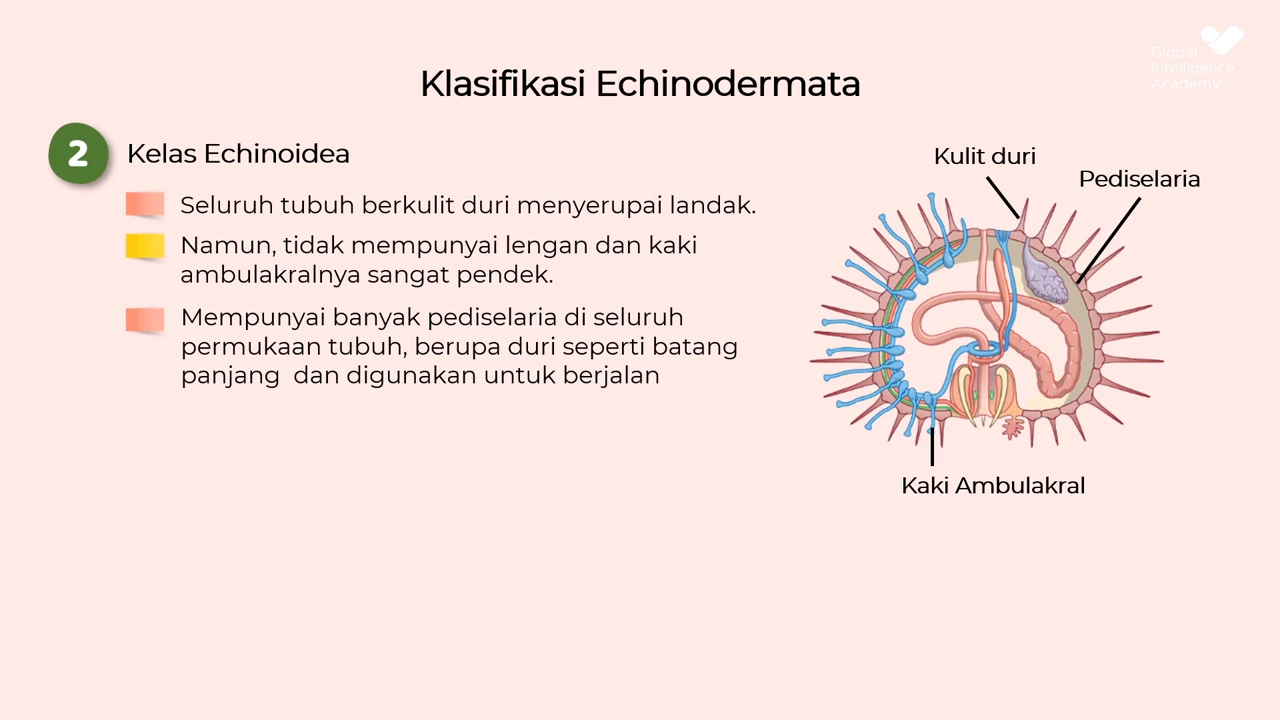 Global
Intelligence
Academy
Klasifikasi Echinodermata
2 Kelas Echinoidea
Seluruh tubuh berkulit duri menyerupai landak.
Namun, tidak mempunyai lengan dan kaki
ambulakralnya sangat pendek.
Mempunyai banyak pediselaria di seluruh
permukaan tubuh, berupa duri seperti batang
panjang  dan digunakan untuk berjalan
Kulit duri
Pediselaria
Kaki Ambulakral